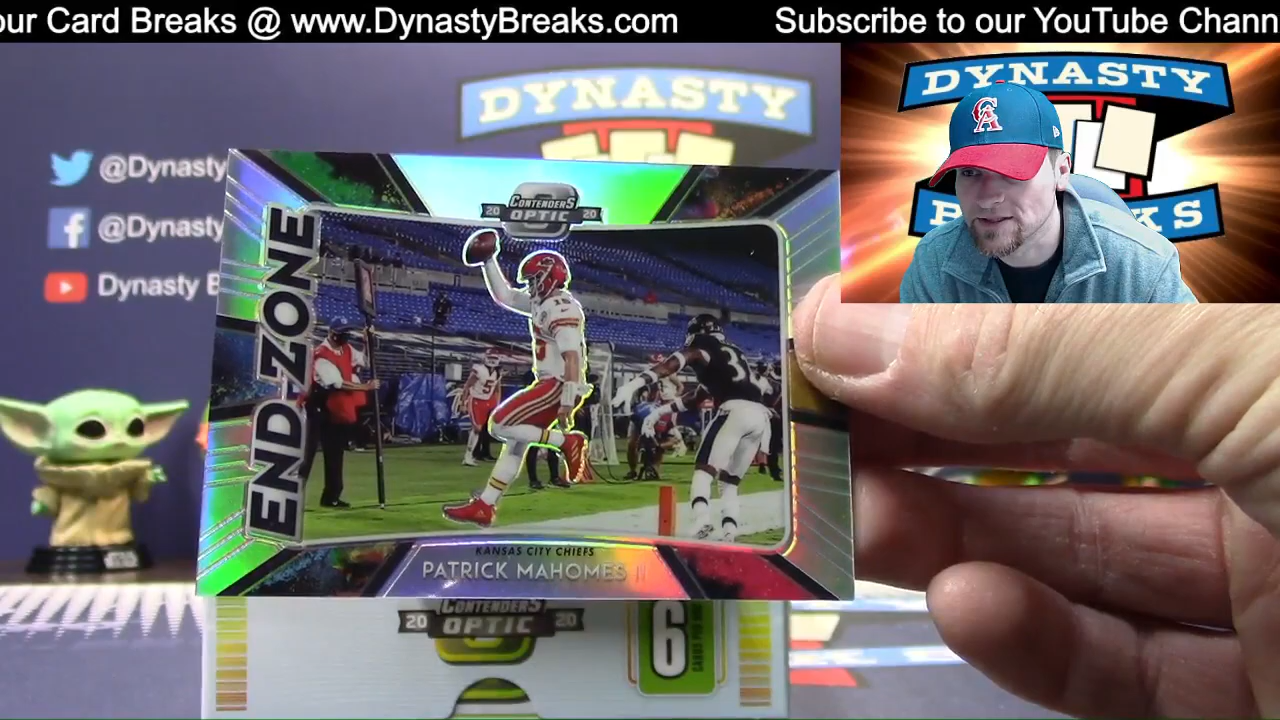 our Card Breaks @ www.DynastyBreaks.com
Subscribe to our YouTube Chann
DYNASTY
DYNASTY
B KS
@Dynasty
@Dynasty
Dynasty B
CONTENDERS
20 OPTIC 20
END-ZONE
KANSAS CITY CHIEFS
PATRICK MAHOMES II
CONTENDERS
20 OPTIC 20
6